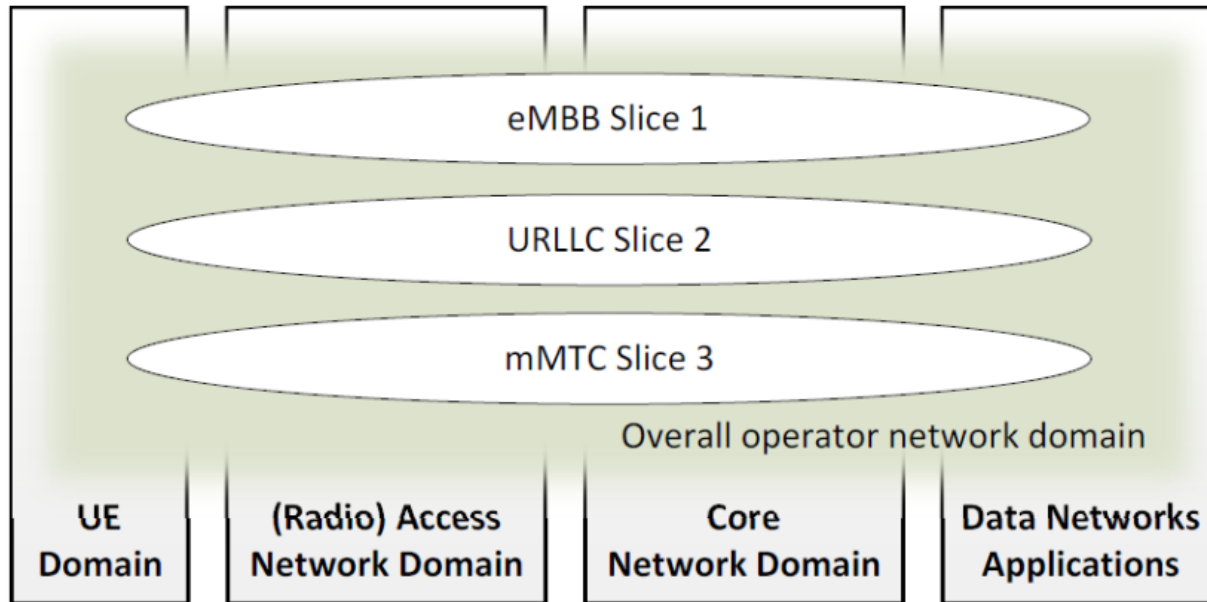 eMBB Slice 1
URLLC Slice 2
mMTC Slice 3
Overall operator network domain
UE
Domain
(Radio) Access
Network Domain
Core
Network Domain
Data Networks
Applications